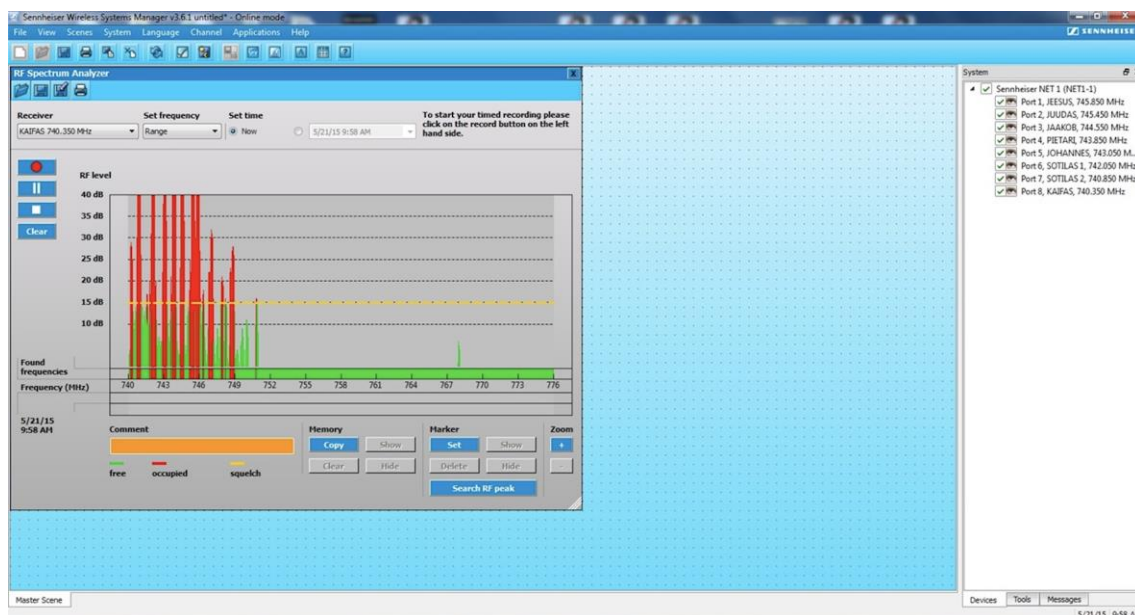 Sennheiser Wireless Systems Manager v3.6.1 untitled* - Online mode
File View Scenes System Language Channel Applications Help
SENNHEISE
RF Spectrum Analyzer
Receiver Set frequency Set time
To start your timed recording please
click on the record button on the left
hand side.
KAIFAS 740.350 MHz Range Now 5/21/15 9:58 AM
RF level
40 dB
35 dB
Clear
30 dB
25 dB
20 dB
15 dB
10 dB
Found
frequencies
Frequency (MHz) 740 743 746 749 752 755 758 761 764 767 770 773 776
5/21/15
9:58 AM
Comment Memory Marker Zoom
Copy Show Set Show +
Clear Hide Delete Hide -
free occupied squelch
Search RF peak
System
Sennheiser NET 1 (NET1-1)
Port 1, JEESUS, 745.850 MHz
Port 2, JUUDAS, 745.450 MHz
Port 3, JAAKOB, 744.550 MHz
Port 4, PIETARI, 743.850 MHz
Port 5, JOHANNES, 743.050 M...
Port 6, SOTILAS 1, 742.050 MHz
Port 7, SOTILAS 2, 740.850 MHz
Port 8, KAIFAS, 740.350 MHz
Master Scene
Devices Tools Messages
5/21/15 9:58 A